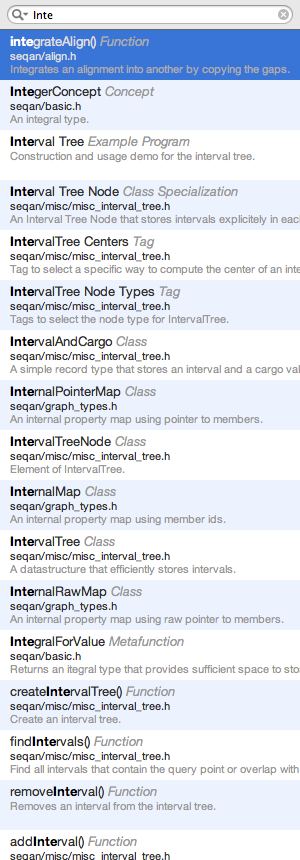 Inte
integrateAlign() Function
seqan/align.h
Integrates an alignment into another by copying the gaps.
IntegerConcept Concept
seqan/basic.h
An integral type.
Interval Tree Example Program
Construction and usage demo for the interval tree.
Interval Tree Node Class Specialization
seqan/misc/misc_interval_tree.h
An Interval Tree Node that stores intervals explicitely in eac
IntervalTree Centers Tag
seqan/misc/misc_interval_tree.h
Tag to select a specific way to compute the center of an inte
IntervalTree Node Types Tag
seqan/misc/misc_interval_tree.h
Tags to select the node type for IntervalTree.
IntervalAndCargo Class
seqan/misc/misc_interval_tree.h
A simple record type that stores an interval and a cargo val
InternalPointerMap Class
seqan/graph_types.h
An internal property map using pointer to members.
IntervalTreeNode Class
seqan/misc/misc_interval_tree.h
Element of IntervalTree.
InternalMap Class
seqan/graph_types.h
An internal property map using member ids.
IntervalTree Class
seqan/misc/misc_interval_tree.h
A datastructure that efficiently stores intervals.
InternalRawMap Class
seqan/graph_types.h
An internal property map using raw pointer to members.
IntegralForValue Metafunction
seqan/basic.h
Returns an itegral type that provides sufficient space to sto
createIntervalTree() Function
seqan/misc/misc_interval_tree.h
Create an interval tree.
findIntervals() Function
seqan/misc/misc_interval_tree.h
Find all intervals that contain the query point or overlap with
removeInterval() Function
Removes an interval from the interval tree.
addInterval() Function
seqan/misc/misc_interval_tree.h